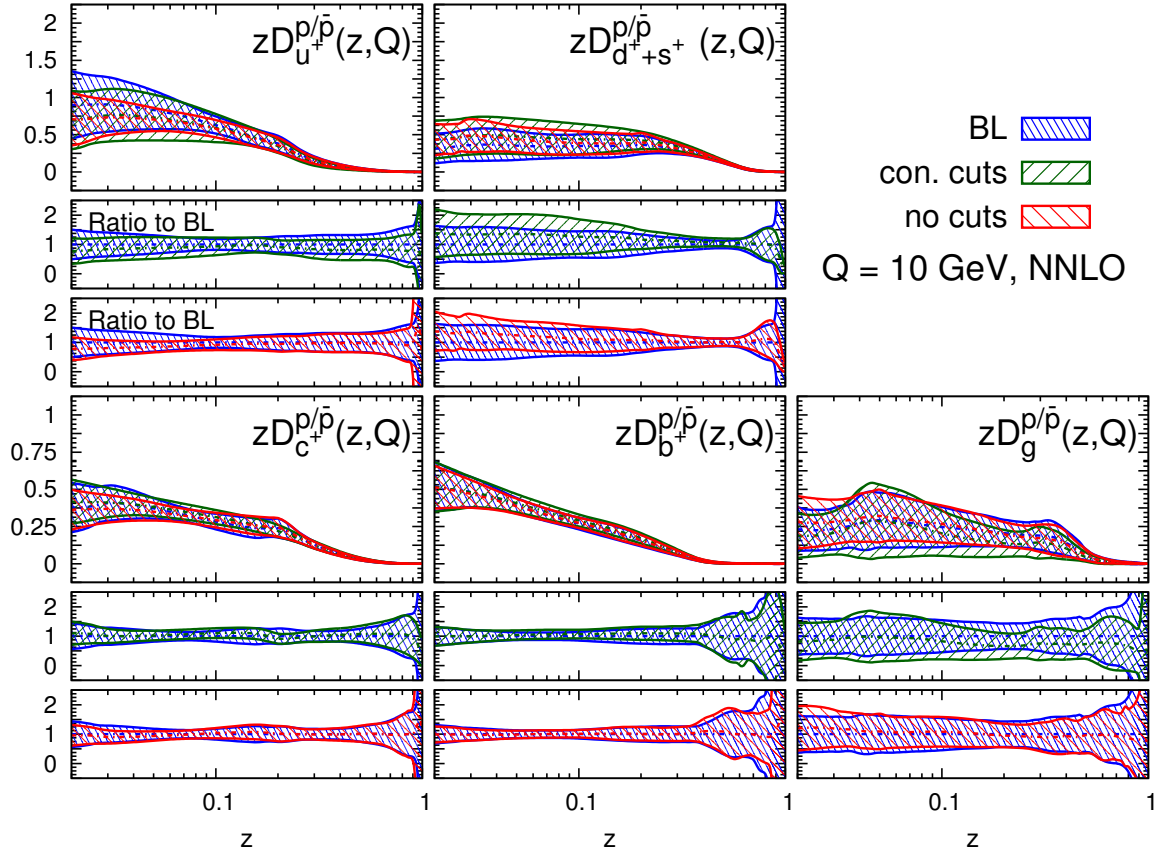 zD_{u^+}^{p/p̄}(z,Q)
zD_{d^++s^+}^{p/p̄} (z,Q)
2
1.5
1
0.5
0
BL
con. cuts
no cuts
Q = 10 GeV, NNLO
Ratio to BL
2
1
0
Ratio to BL
2
1
0
zD_{c^+}^{p/p̄}(z,Q)
zD_{b^+}^{p/p̄}(z,Q)
zD_{g}^{p/p̄}(z,Q)
1
0.75
0.5
0.25
0
2
1
0
2
1
0
0.1 1
0.1 1
0.1 1
z
z
z